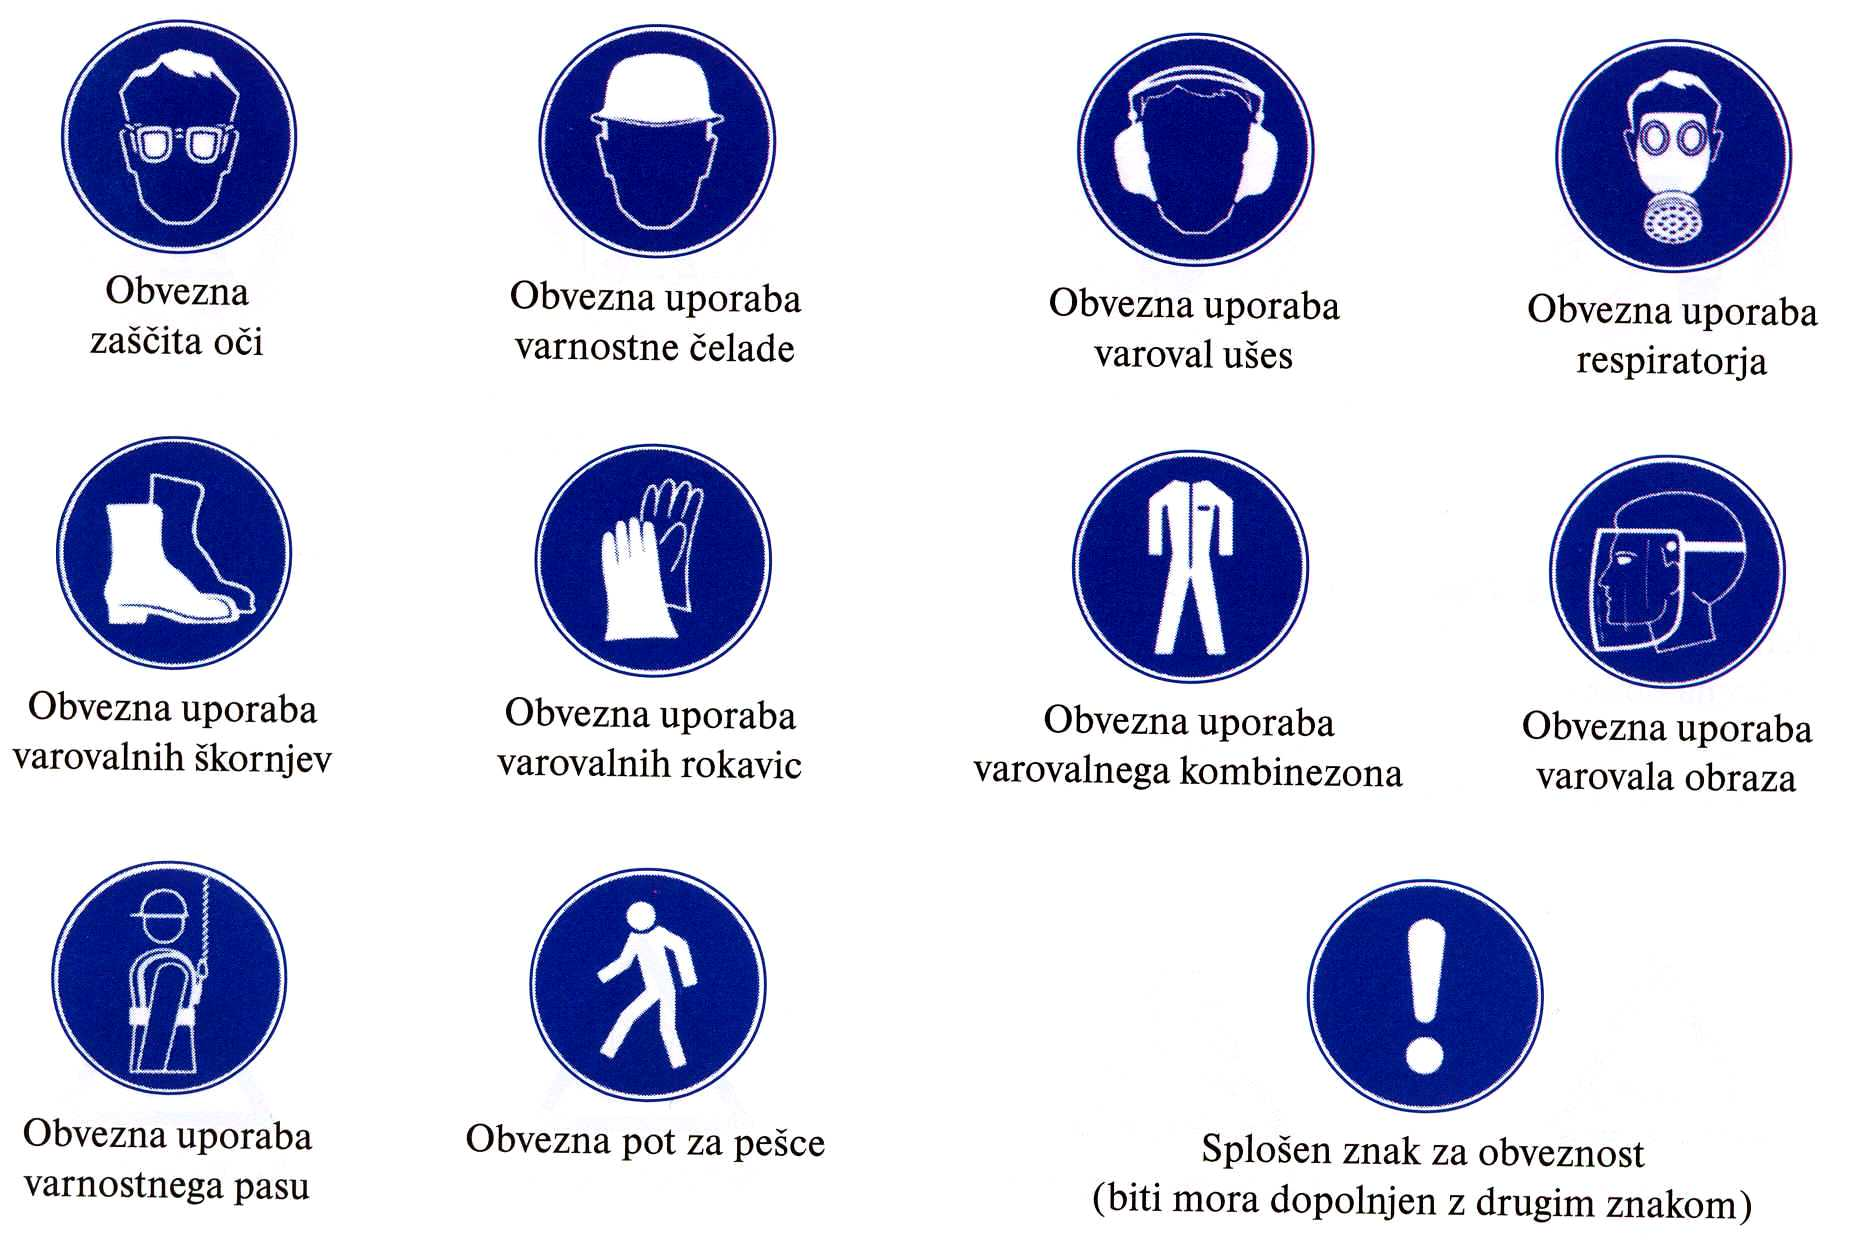 Obvezna
zaščita oči
Obvezna uporaba
varnostne čelade
Obvezna uporaba
varoval ušes
Obvezna uporaba
respiratorja
Obvezna uporaba
varovalnih škornjev
Obvezna uporaba
varovalnih rokavic
Obvezna uporaba
varovalnega kombinezona
Obvezna uporaba
varovala obraza
Obvezna uporaba
varnostnega pasu
Obvezna pot za pešce
Splošen znak za obveznost
(biti mora dopolnjen z drugim znakom)